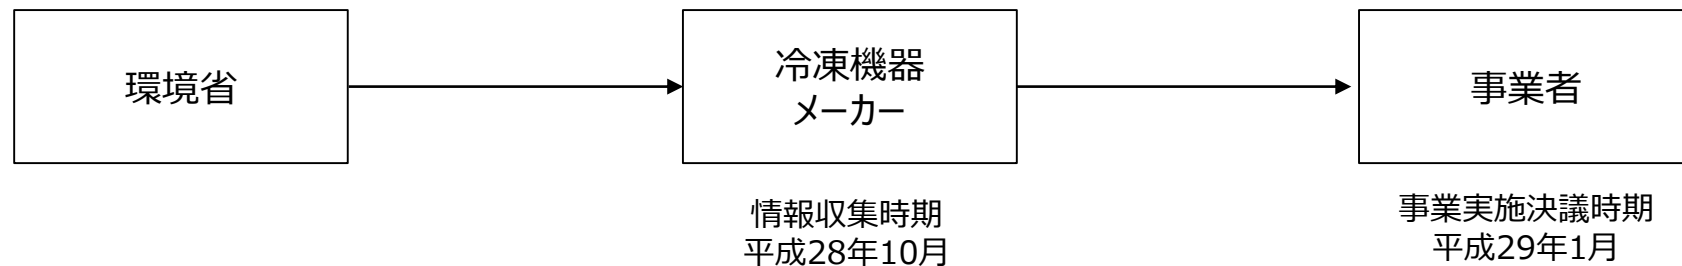 環境省
冷凍機器
メーカー
事業者
情報収集時期
平成28年10月
事業実施決議時期
平成29年1月